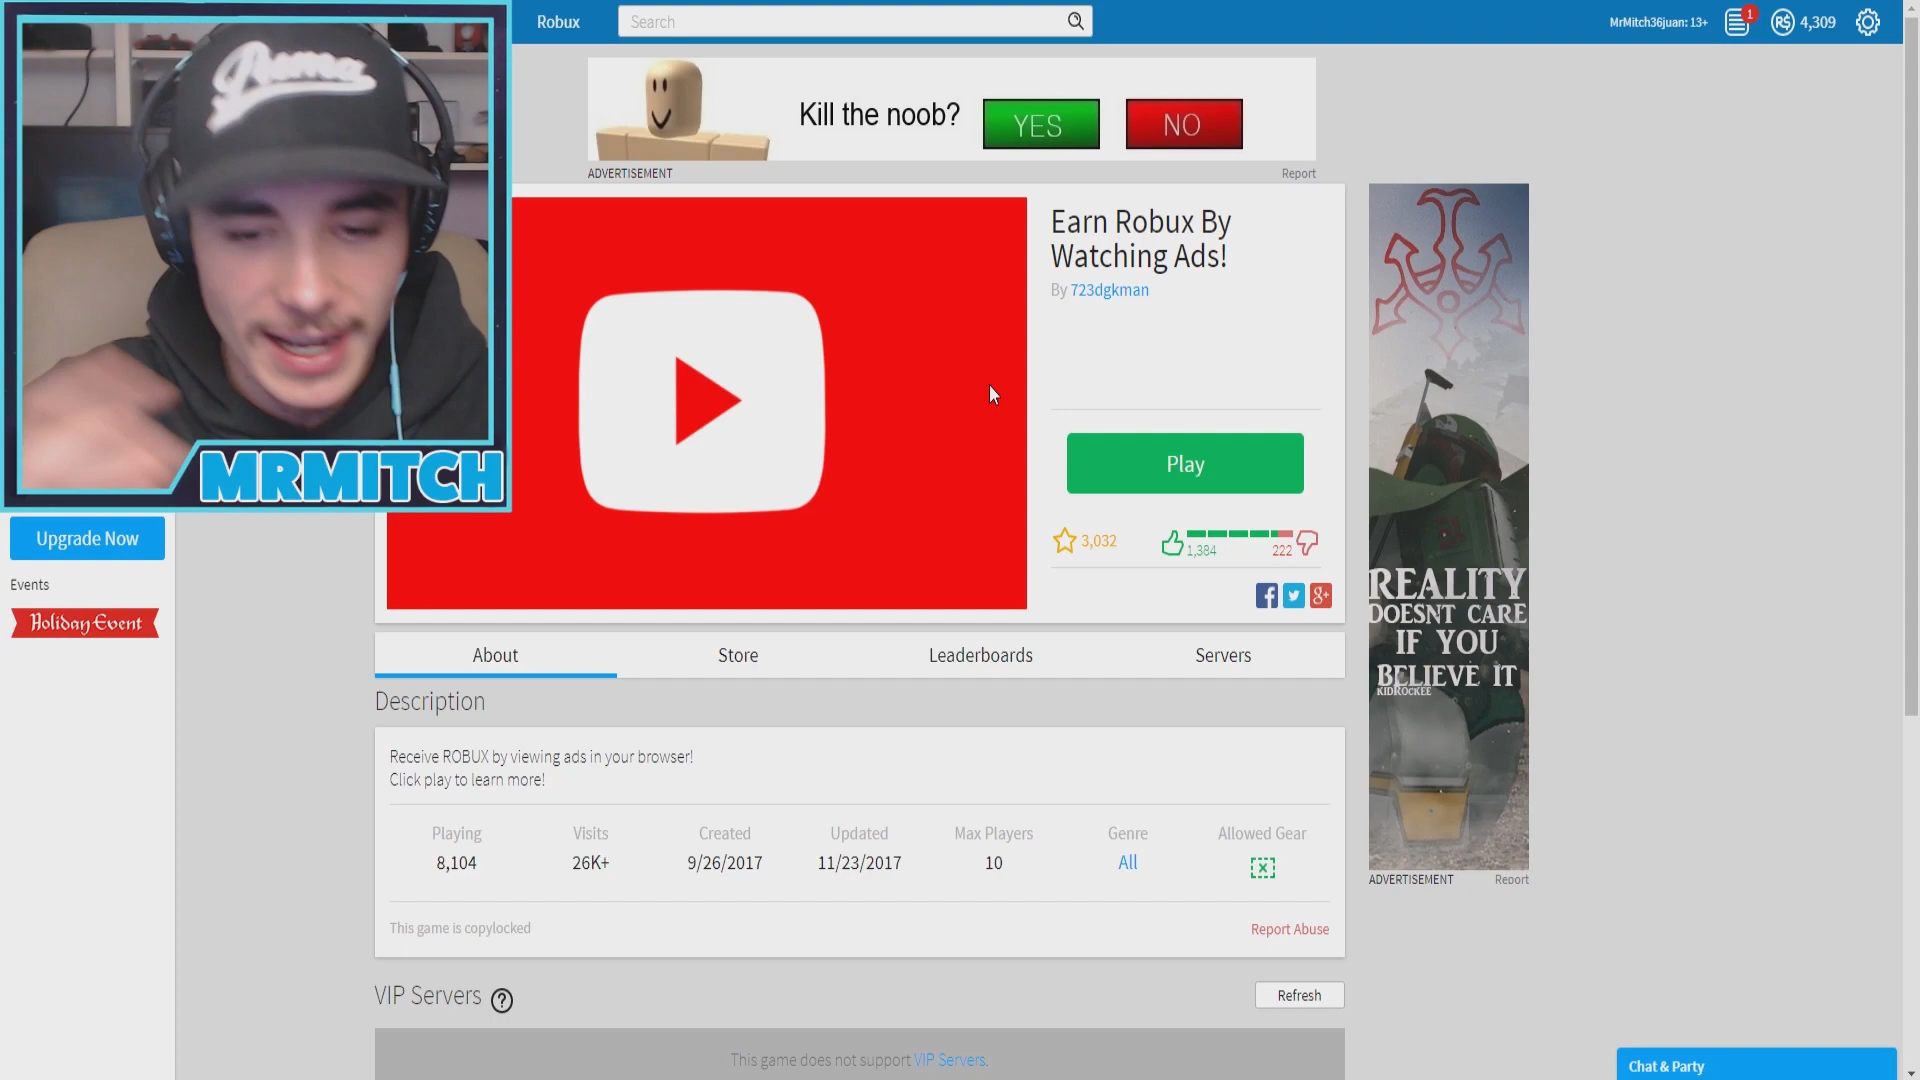 Robux
Search
MrMitch36juan: 13+
1
R$ 4,309
Puma
Kill the noob?
YES
NO
ADVERTISEMENT
Report
Earn Robux By
Watching Ads!
By 723dgkman
Play
3,032
1,384
222
MRMITCH
Upgrade Now
Events
Holiday Event
About
Store
Leaderboards
Servers
Description
Receive ROBUX by viewing ads in your browser!
Click play to learn more!
Playing
Visits
Created
Updated
Max Players
Genre
Allowed Gear
8,104
26K+
9/26/2017
11/23/2017
10
All
This game is copylocked
Report Abuse
VIP Servers ?
Refresh
This game does not support VIP Servers.
REALITY
DOESNT CARE
IF YOU
BELIEVE IT
KIDROCKEE
ADVERTISEMENT
Report
Chat & Party